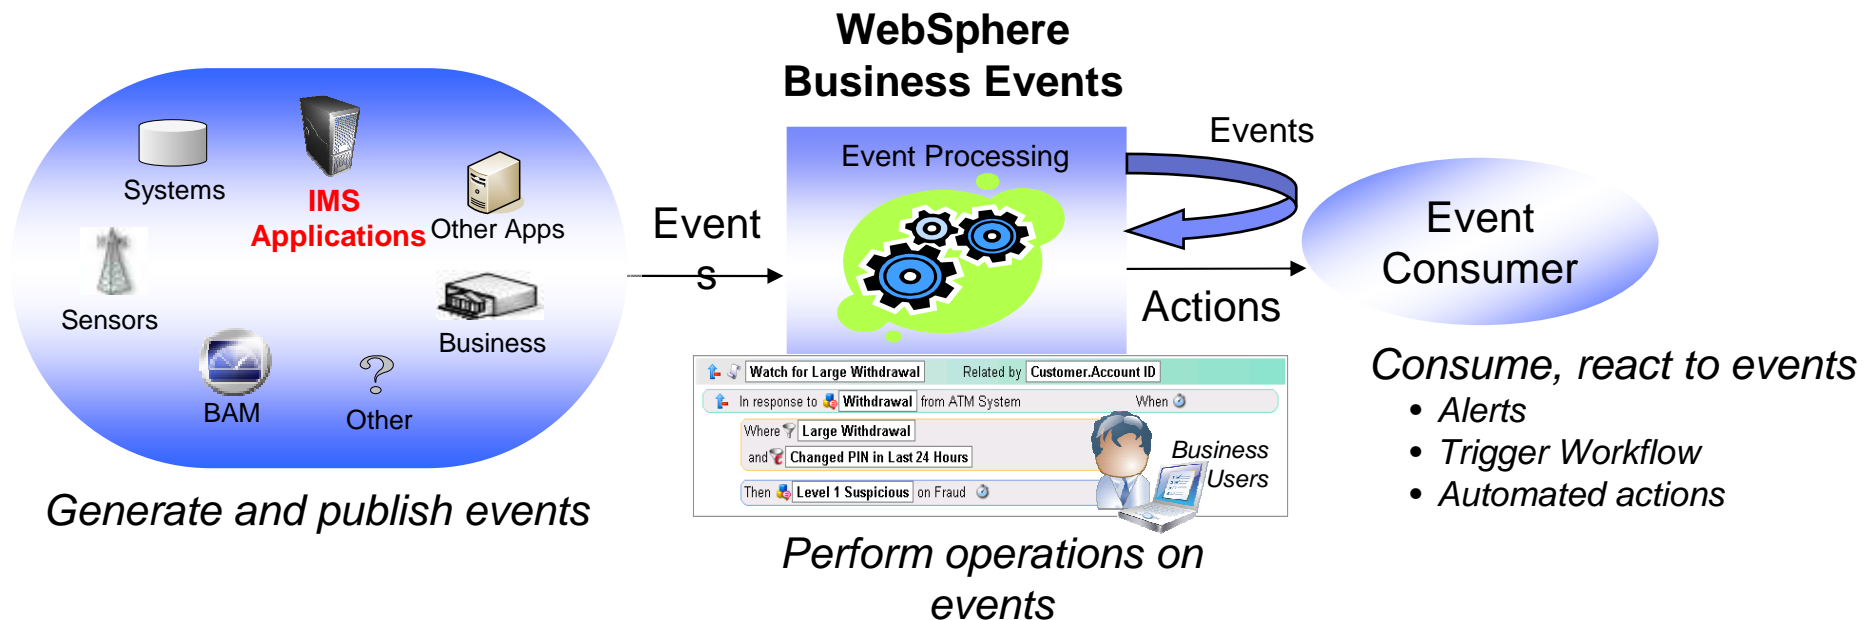 WebSphere
Business Events
Systems
IMS
Applications
Other Apps
Sensors
Business
BAM
Other
Generate and publish events
Event
s
Event Processing
Events
Actions
Event
Consumer
Watch for Large Withdrawal Related by Customer.Account ID
In response to Withdrawal from ATM System When
Where Large Withdrawal
and Changed PIN in Last 24 Hours
Then Level 1 Suspicious on Fraud
Business
Users
Perform operations on
events
Consume, react to events
• Alerts
• Trigger Workflow
• Automated actions